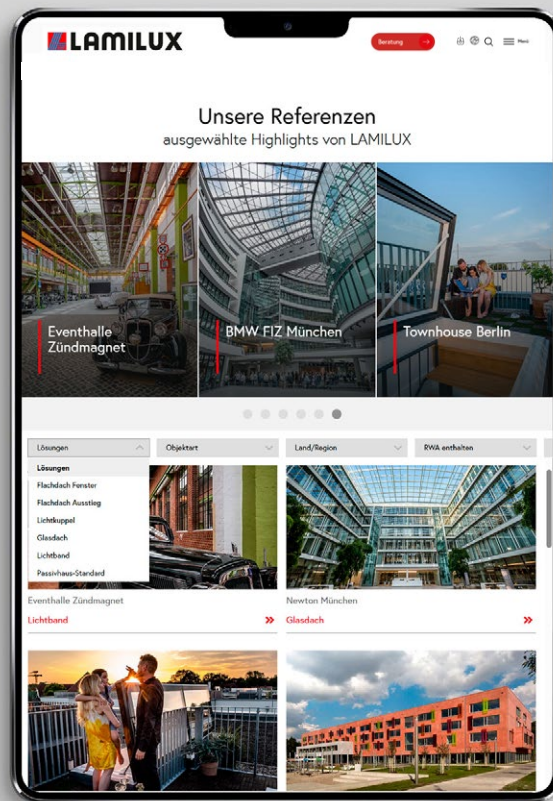 LAMILUX
Beratung
Menü
Unsere Referenzen
ausgewählte Highlights von LAMILUX
Eventhalle
Zündmagnet
BMW FIZ München
Townhouse Berlin
Lösungen
Objektart
Land/Region
RWA enthalten
Lösungen
Flachdach Fenster
Flachdach Ausstieg
Lichtkuppel
Glasdach
Lichtband
Passivhaus-Standard
Eventhalle Zündmagnet
Newton München
Lichtband
Glasdach